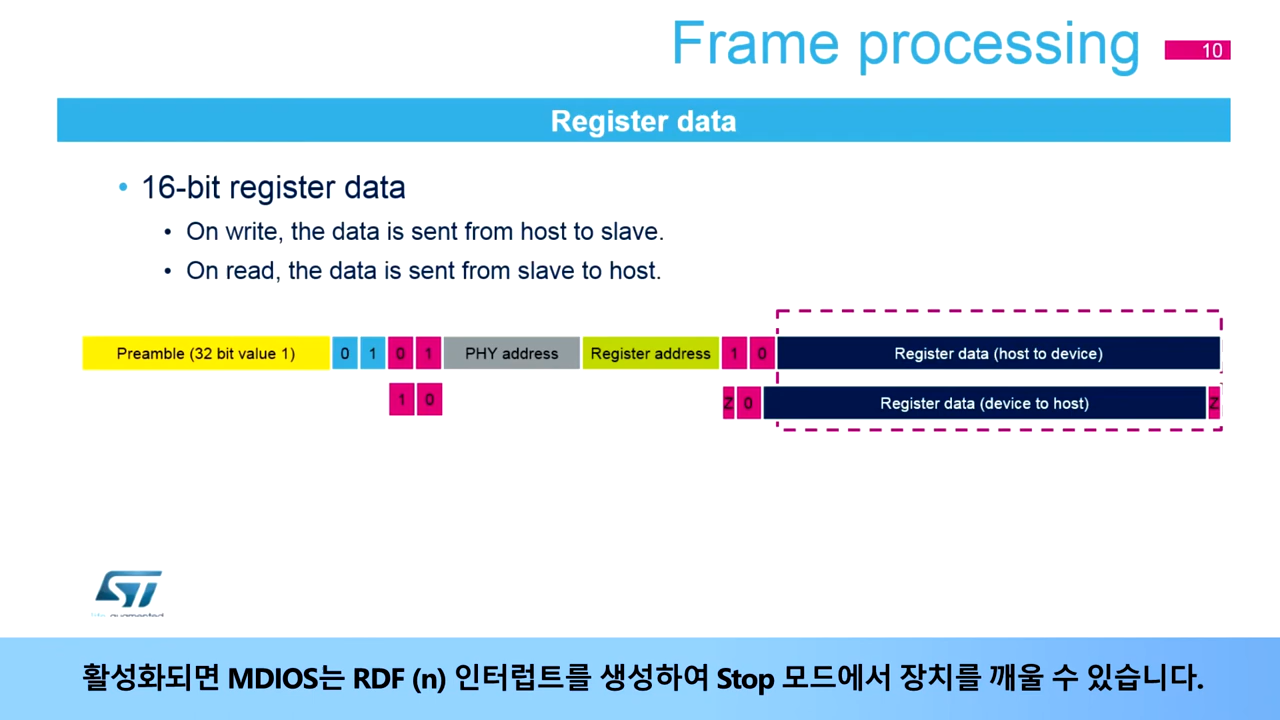 Frame processing
10
Register data
• 16-bit register data
• On write, the data is sent from host to slave.
• On read, the data is sent from slave to host.
Preamble (32 bit value 1) 0 1 0 1 PHY address Register address 1 0 Register data (host to device)
1 0 Z 0 Register data (device to host) Z
ST
활성화되면 MDIOS는 RDF (n) 인터럽트를 생성하여 Stop 모드에서 장치를 깨울 수 있습니다.